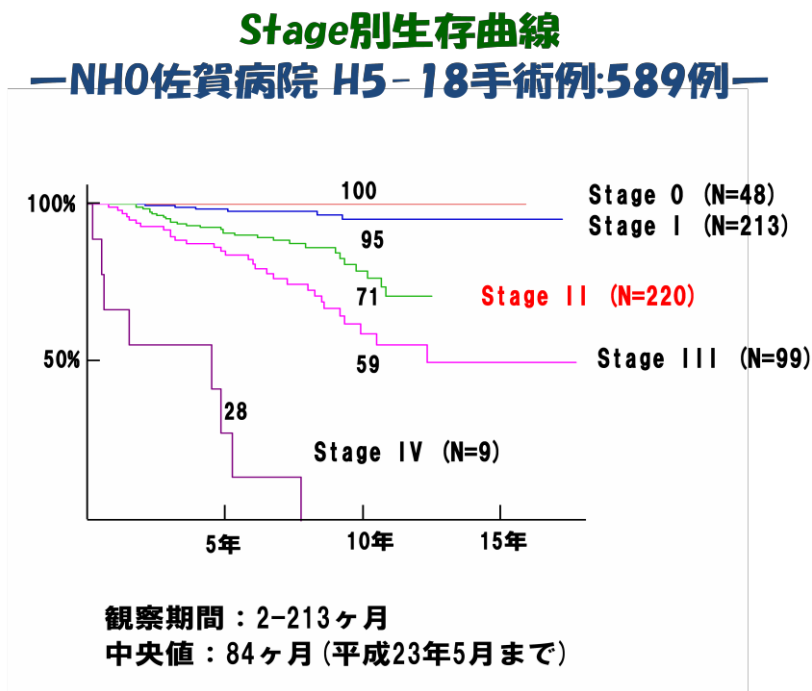 Stage別生存曲線
ーNHO佐賀病院 H5-18手術例:589例ー
100%
100
Stage 0 (N=48)
95
Stage I (N=213)
71
Stage II (N=220)
50%
59
Stage III (N=99)
28
Stage IV (N=9)
5年
10年
15年
観察期間：2-213ヶ月
中央値：84ヶ月(平成23年5月まで)